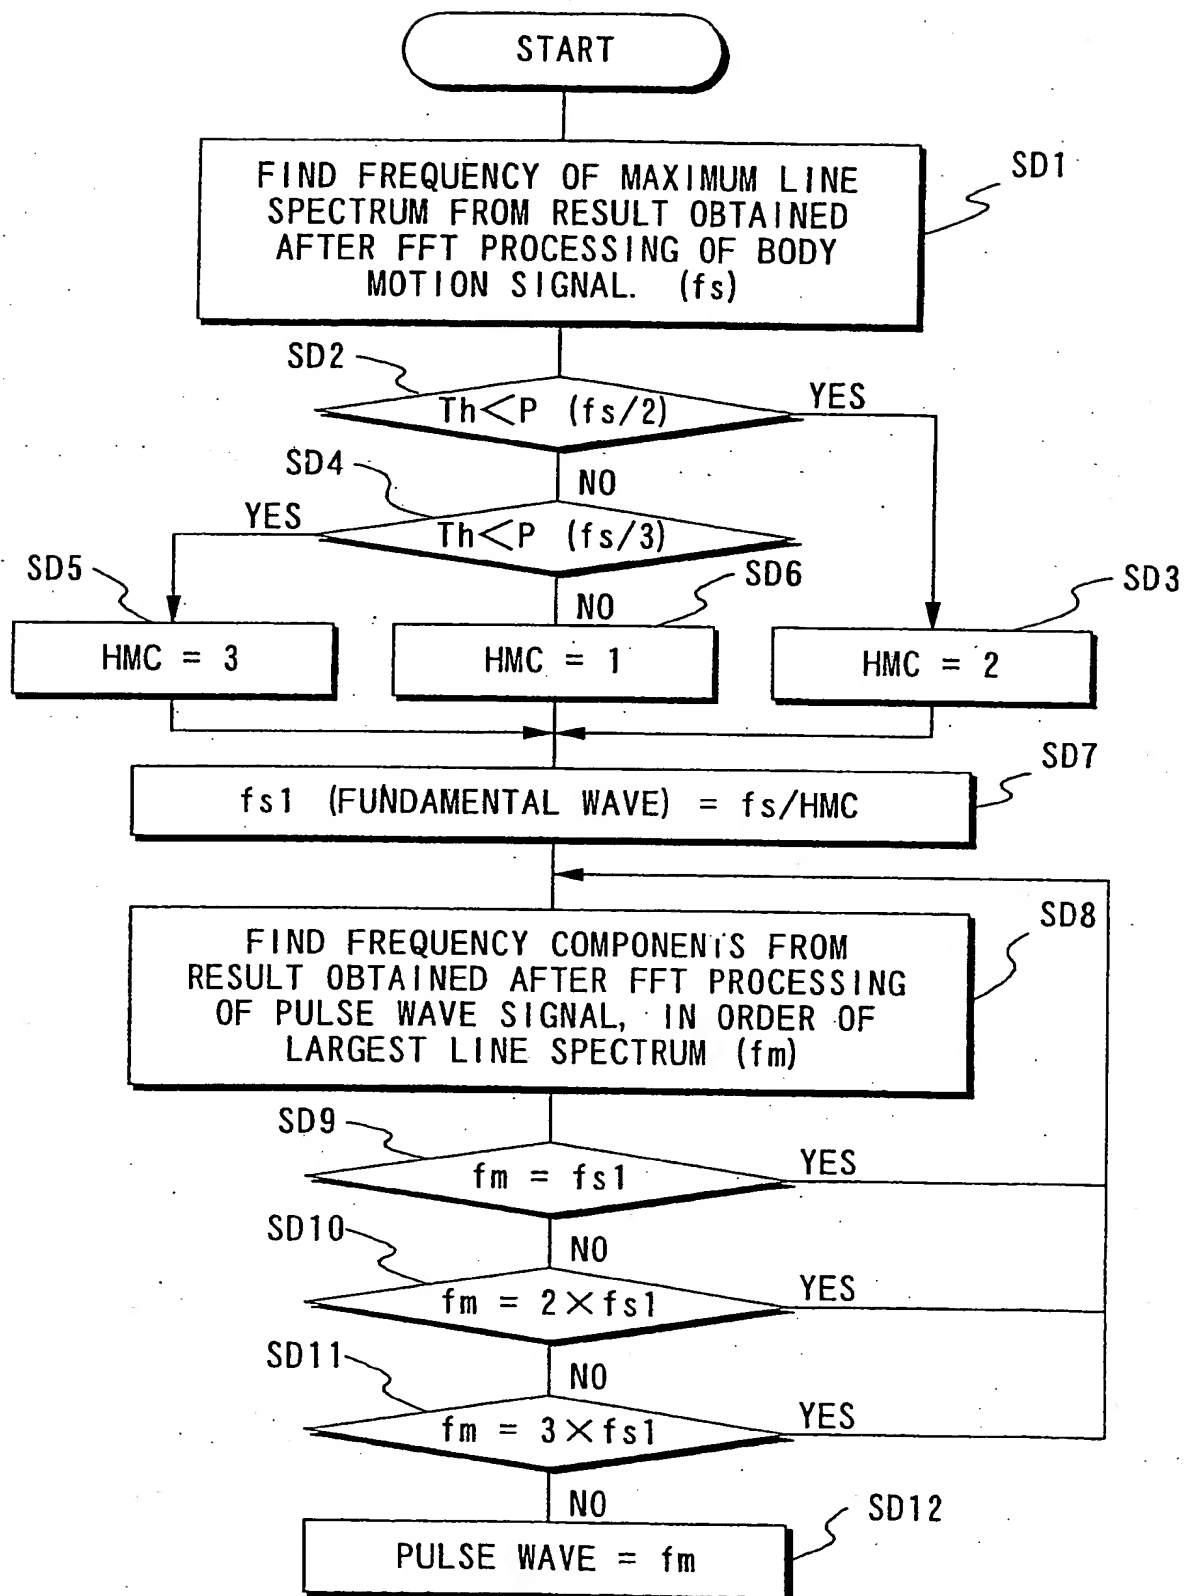 START
FIND FREQUENCY OF MAXIMUM LINE
SPECTRUM FROM RESULT OBTAINED
AFTER FFT PROCESSING OF BODY
MOTION SIGNAL. (fs)
SD1
SD2
Th<P (fs/2)
YES
NO
SD4
YES
Th<P (fs/3)
NO
SD5
SD6
SD3
HMC = 3
HMC = 1
HMC = 2
SD7
fs1 (FUNDAMENTAL WAVE) = fs/HMC
SD8
FIND FREQUENCY COMPONENTS FROM
RESULT OBTAINED AFTER FFT PROCESSING
OF PULSE WAVE SIGNAL, IN ORDER OF
LARGEST LINE SPECTRUM (fm)
SD9
fm = fs1
YES
NO
SD10
fm = 2×fs1
YES
NO
SD11
fm = 3×fs1
YES
NO
SD12
PULSE WAVE = fm